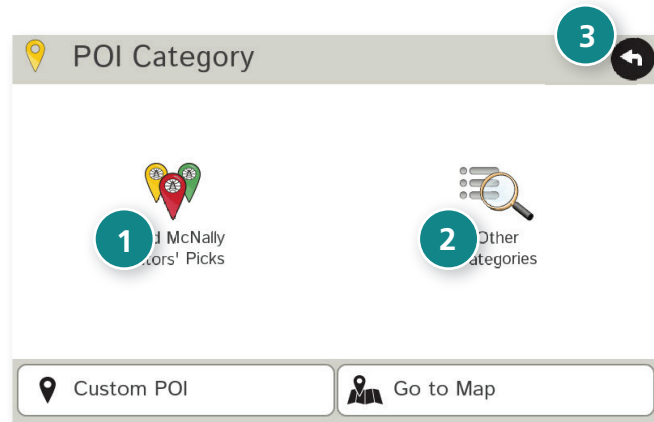 3
POI Category
1 d McNally
tors' Picks
2 Other
ategories
Custom POI
Go to Map